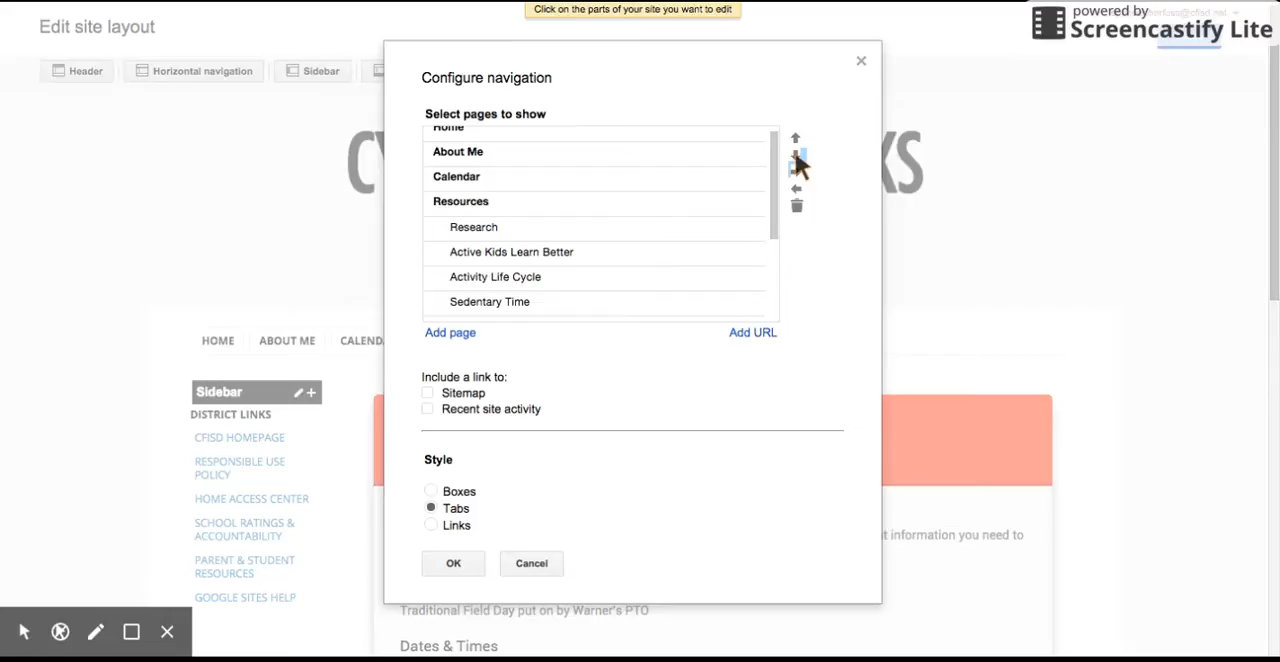 Click on the parts of your site you want to edit
powered by
Screencastify Lite
Edit site layout
Header
Horizontal navigation
Sidebar
Configure navigation
Select pages to show
Home
About Me
Calendar
Resources
Research
Active Kids Learn Better
Activity Life Cycle
Sedentary Time
Add page
Add URL
Include a link to:
Sitemap
Recent site activity
Style
Boxes
Tabs
Links
OK
Cancel
HOME
ABOUT ME
CALENDA
Sidebar
DISTRICT LINKS
CFISD HOMEPAGE
RESPONSIBLE USE
POLICY
HOME ACCESS CENTER
SCHOOL RATINGS &
ACCOUNTABILITY
PARENT & STUDENT
RESOURCES
GOOGLE SITES HELP
t information you need to
Traditional Field Day put on by Warner's PTO
Dates & Times